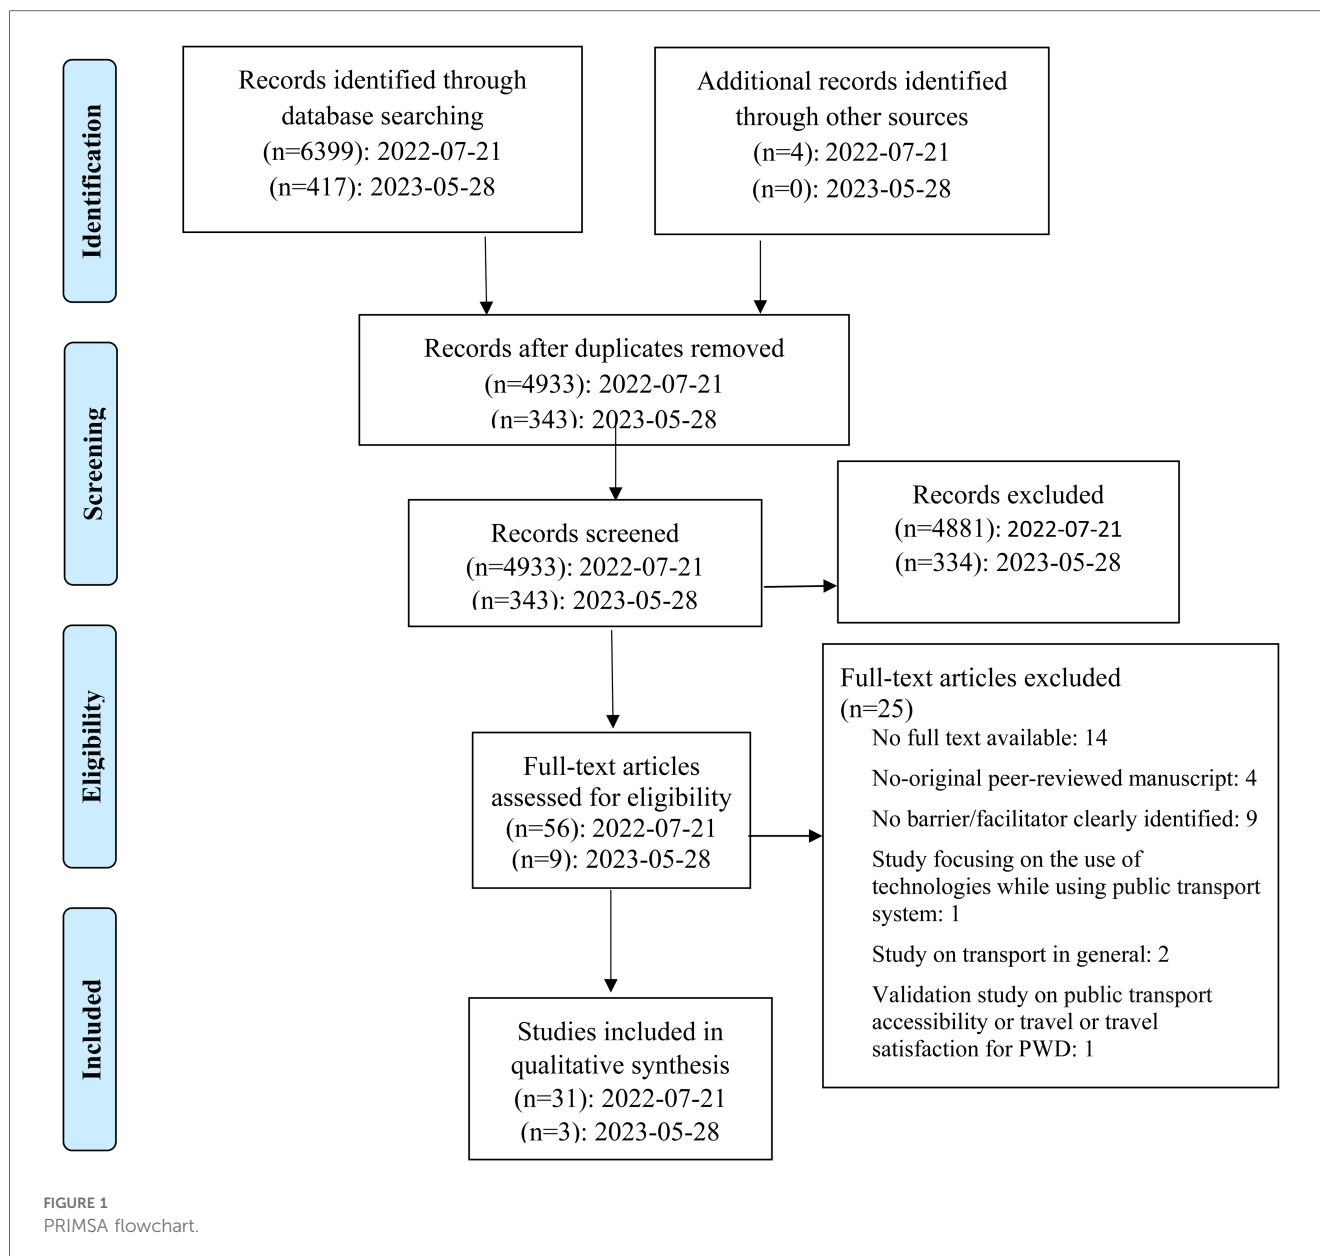 Identification
Records identified through
database searching
(n=6399): 2022-07-21
(n=417): 2023-05-28
Additional records identified
through other sources
(n=4): 2022-07-21
(n=0): 2023-05-28
Screening
Records after duplicates removed
(n=4933): 2022-07-21
(n=343): 2023-05-28
Records screened
(n=4933): 2022-07-21
(n=343): 2023-05-28
Records excluded
(n=4881): 2022-07-21
(n=334): 2023-05-28
Eligibility
Full-text articles
assessed for eligibility
(n=56): 2022-07-21
(n=9): 2023-05-28
Full-text articles excluded
(n=25)
No full text available: 14
No-original peer-reviewed manuscript: 4
No barrier/facilitator clearly identified: 9
Study focusing on the use of
technologies while using public transport
system: 1
Study on transport in general: 2
Validation study on public transport
accessibility or travel or travel
satisfaction for PWD: 1
Included
Studies included in
qualitative synthesis
(n=31): 2022-07-21
(n=3): 2023-05-28
FIGURE 1
PRIMSA flowchart.